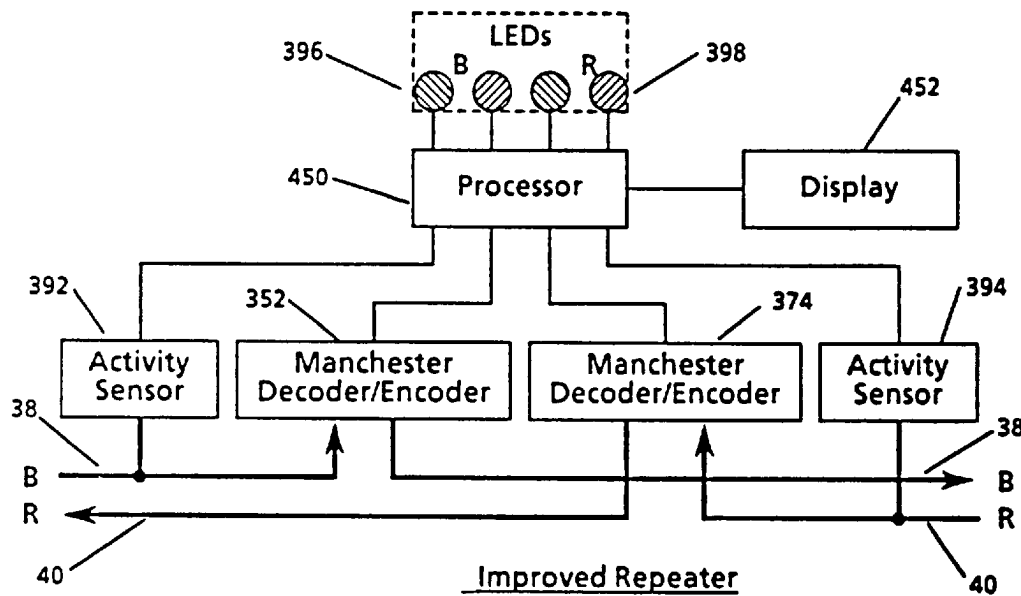 LEDs
396
B
R
398
452
450
Processor
Display
392
352
374
394
Activity
Sensor
Manchester
Decoder/Encoder
Manchester
Decoder/Encoder
Activity
Sensor
38
38
B
B
R
R
40
40
Improved Repeater